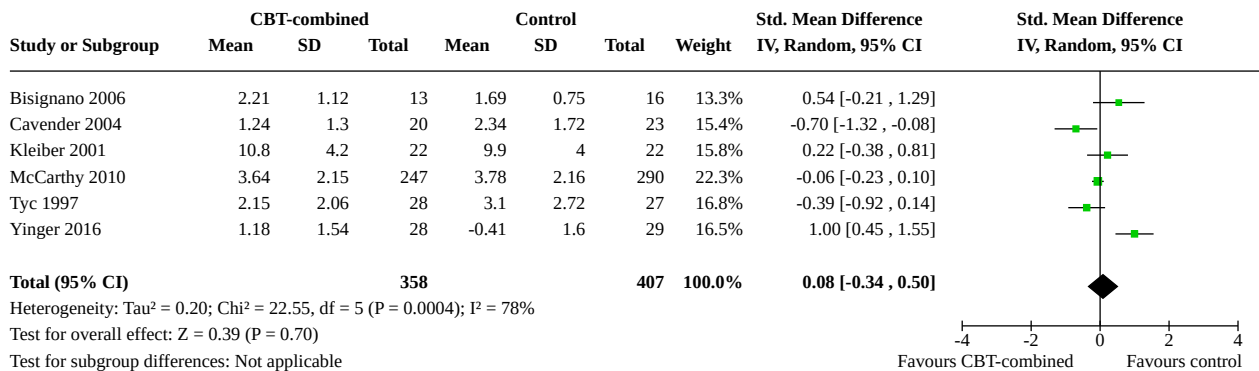 CBT-combined Control Std. Mean Difference Std. Mean Difference
Study or Subgroup Mean SD Total Mean SD Total Weight IV, Random, 95% CI IV, Random, 95% CI
Bisignano 2006 2.21 1.12 13 1.69 0.75 16 13.3% 0.54 [-0.21 , 1.29]
Cavender 2004 1.24 1.3 20 2.34 1.72 23 15.4% -0.70 [-1.32 , -0.08]
Kleiber 2001 10.8 4.2 22 9.9 4 22 15.8% 0.22 [-0.38 , 0.81]
McCarthy 2010 3.64 2.15 247 3.78 2.16 290 22.3% -0.06 [-0.23 , 0.10]
Tyc 1997 2.15 2.06 28 3.1 2.72 27 16.8% -0.39 [-0.92 , 0.14]
Yinger 2016 1.18 1.54 28 -0.41 1.6 29 16.5% 1.00 [0.45 , 1.55]
Total (95% CI) 358 407 100.0% 0.08 [-0.34 , 0.50]
Heterogeneity: Tau² = 0.20; Chi² = 22.55, df = 5 (P = 0.0004); I² = 78%
Test for overall effect: Z = 0.39 (P = 0.70)
Test for subgroup differences: Not applicable
-4 -2 0 2 4
Favours CBT-combined Favours control